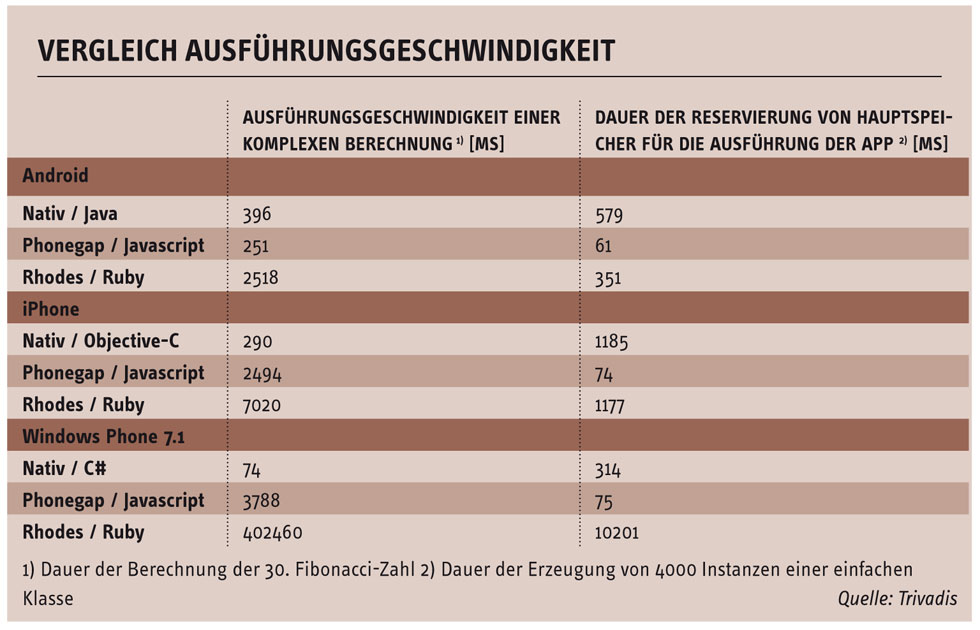 VERGLEICH AUSFÜHRUNGSGESCHWINDIGKEIT
AUSFÜHRUNGSGESCHWINDIGKEIT EINER
KOMPLEXEN BERECHNUNG 1) [MS]
DAUER DER RESERVIERUNG VON HAUPTSPEI-
CHER FÜR DIE AUSFÜHRUNG DER APP 2) [MS]
Android
Nativ / Java 396 579
Phonegap / Javascript 251 61
Rhodes / Ruby 2518 351
iPhone
Nativ / Objective-C 290 1185
Phonegap / Javascript 2494 74
Rhodes / Ruby 7020 1177
Windows Phone 7.1
Nativ / C# 74 314
Phonegap / Javascript 3788 75
Rhodes / Ruby 402460 10201
1) Dauer der Berechnung der 30. Fibonacci-Zahl 2) Dauer der Erzeugung von 4000 Instanzen einer einfachen
Klasse Quelle: Trivadis